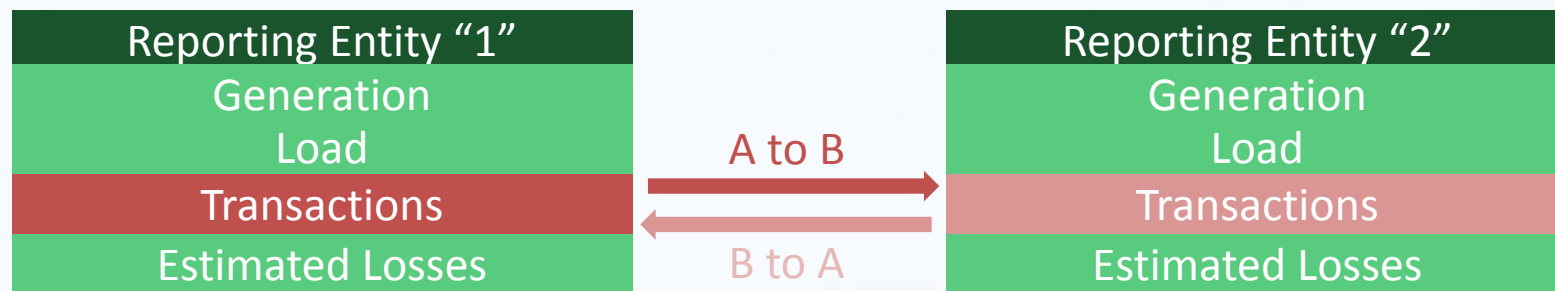 Reporting Entity “1”
Generation
Load
Transactions
Estimated Losses
A to B
B to A
Reporting Entity “2”
Generation
Load
Transactions
Estimated Losses